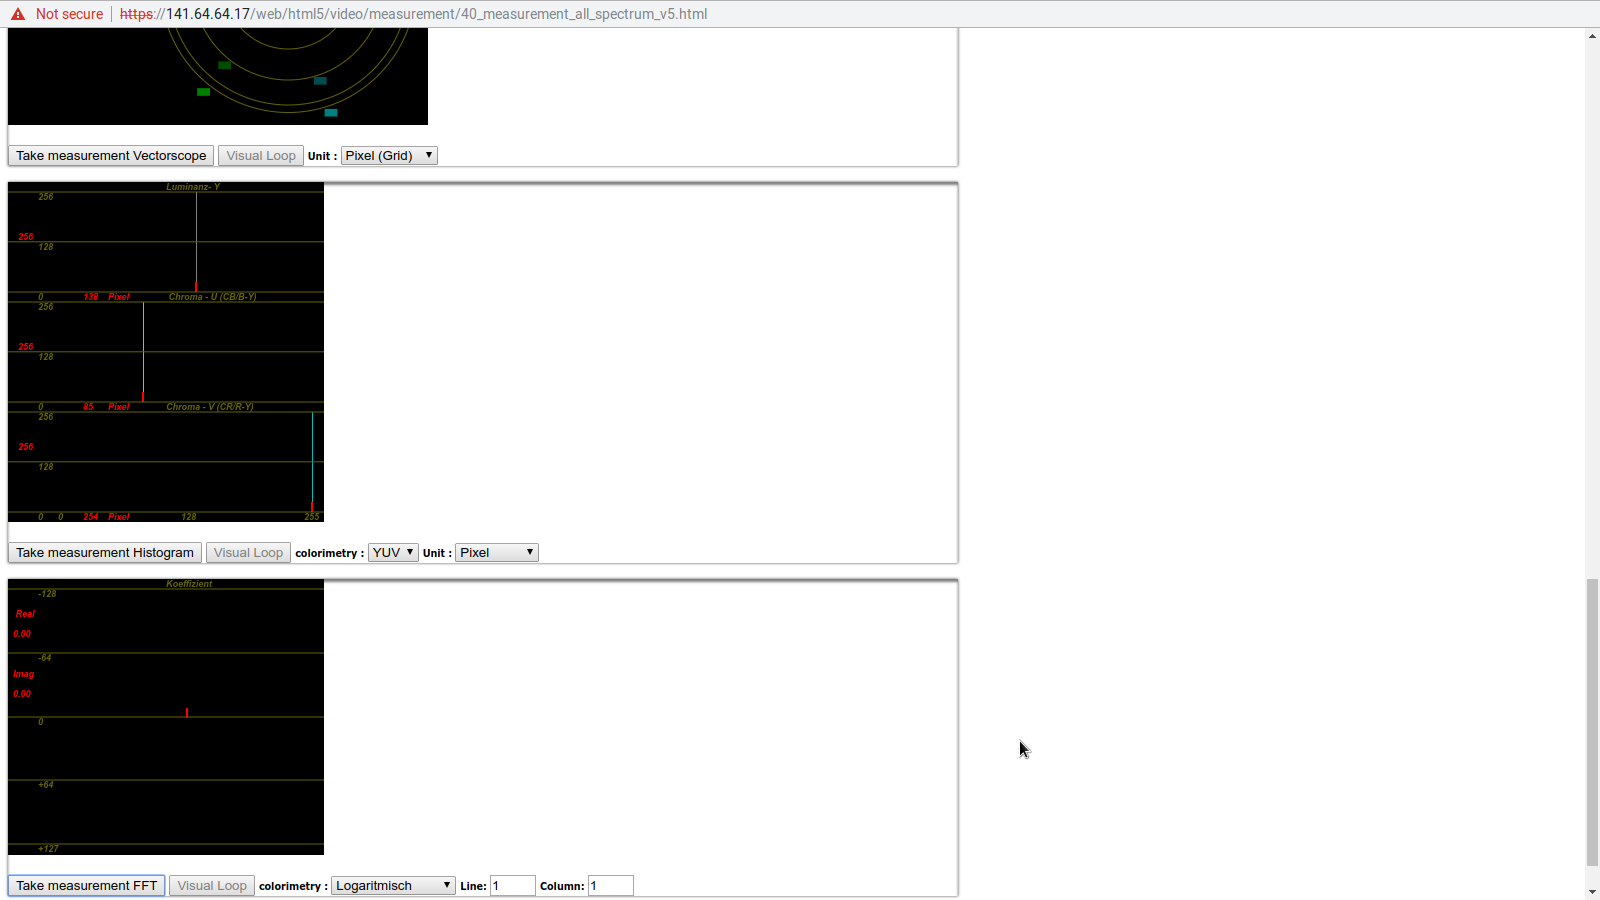 Not secure https://141.64.64.17/web/html5/video/measurement/40_measurement_all_spectrum_v5.html
Take measurement Vectorscope Visual Loop Unit : Pixel (Grid)
Luminanz- Y
256
256
128
0 138 Pixel Chroma - U (CB/B-Y)
256
256
128
0 85 Pixel Chroma - V (CR/R-Y)
256
256
128
0 0 254 Pixel 128 255
Take measurement Histogram Visual Loop colorimetry : YUV Unit : Pixel
Koeffizient
-128
Real
0.00
-64
Imag
0.00
0
+64
+127
Take measurement FFT Visual Loop colorimetry : Logaritmisch Line: 1 Column: 1